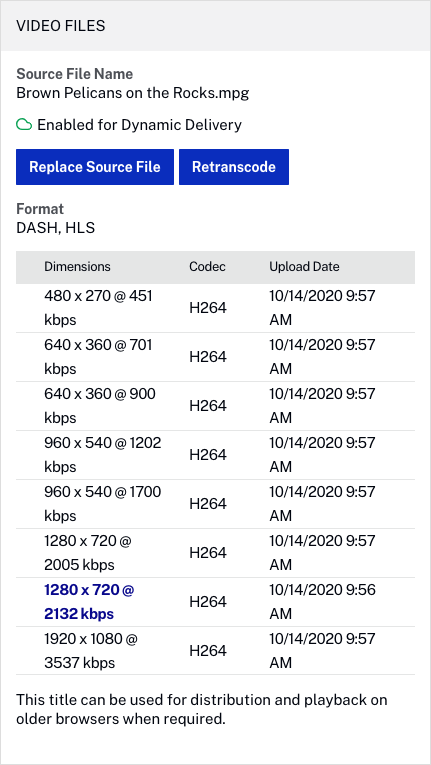 VIDEO FILES
Source File Name
Brown Pelicans on the Rocks.mpg
Enabled for Dynamic Delivery
Replace Source File Retranscode
Format
DASH, HLS
Dimensions Codec Upload Date
480 x 270 @ 451 kbps H264 10/14/2020 9:57 AM
640 x 360 @ 701 kbps H264 10/14/2020 9:57 AM
640 x 360 @ 900 kbps H264 10/14/2020 9:57 AM
960 x 540 @ 1202 kbps H264 10/14/2020 9:57 AM
960 x 540 @ 1700 kbps H264 10/14/2020 9:57 AM
1280 x 720 @ 2005 kbps H264 10/14/2020 9:57 AM
1280 x 720 @ 2132 kbps H264 10/14/2020 9:56 AM
1920 x 1080 @ 3537 kbps H264 10/14/2020 9:57 AM
This title can be used for distribution and playback on
older browsers when required.